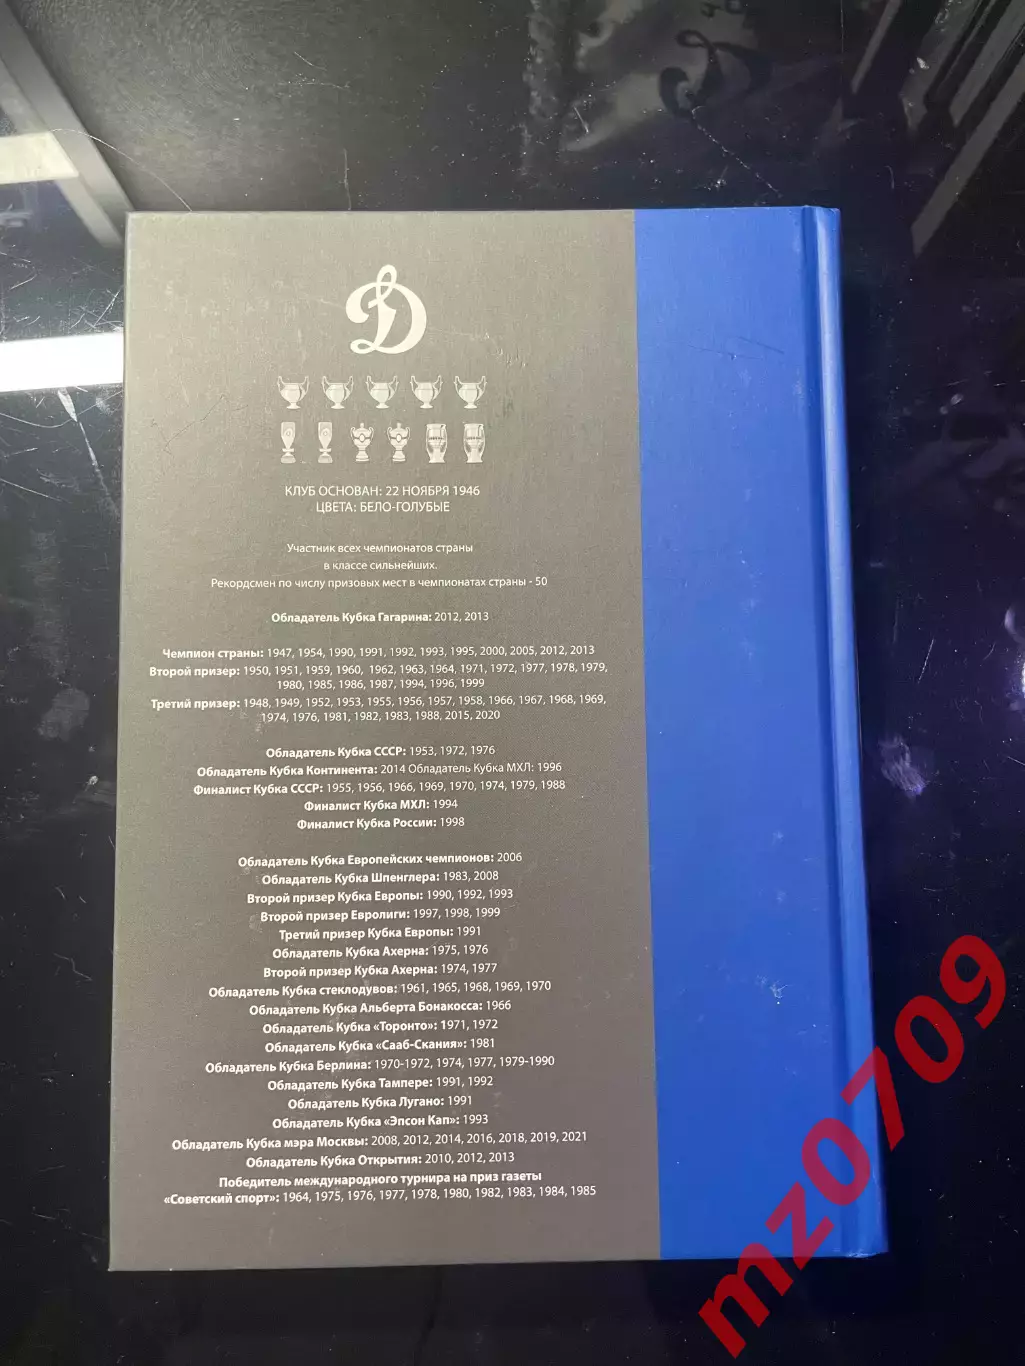 Д
КЛУБ ОСНОВАН: 22 НОЯБРЯ 1946
ЦВЕТА: БЕЛО-ГОЛУБЫЕ
Участник всех чемпионатов страны
в классе сильнейших.
Рекордсмен по числу призовых мест в чемпионатах страны - 50
Обладатель Кубка Гагарина: 2012, 2013
Чемпион страны: 1947, 1954, 1990, 1991, 1992, 1993, 1995, 2000, 2005, 2012, 2013
Второй призер: 1950, 1951, 1959, 1960, 1962, 1963, 1964, 1971, 1972, 1977, 1978, 1979,
1980, 1985, 1986, 1987, 1994, 1996, 1999
Третий призер: 1948, 1949, 1952, 1953, 1955, 1956, 1957, 1958, 1966, 1967, 1968, 1969,
1974, 1976, 1981, 1982, 1983, 1988, 2015, 2020
Обладатель Кубка СССР: 1953, 1972, 1976
Обладатель Кубка Континента: 2014 Обладатель Кубка МХЛ: 1996
Финалист Кубка СССР: 1955, 1956, 1966, 1969, 1970, 1974, 1979, 1988
Финалист Кубка МХЛ: 1994
Финалист Кубка России: 1998
Обладатель Кубка Европейских чемпионов: 2006
Обладатель Кубка Шпенглера: 1983, 2008
Второй призер Кубка Европы: 1990, 1992, 1993
Второй призер Евролиги: 1997, 1998, 1999
Третий призер Кубка Европы: 1991
Обладатель Кубка Ахерна: 1975, 1976
Второй призер Кубка Ахерна: 1974, 1977
Обладатель Кубка стеклодувов: 1961, 1965, 1968, 1969, 1970
Обладатель Кубка Альберта Бонакосса: 1966
Обладатель Кубка «Торонто»: 1971, 1972
Обладатель Кубка «Сааб-Скания»: 1981
Обладатель Кубка Берлина: 1970-1972, 1974, 1977, 1979-1990
Обладатель Кубка Тампере: 1991, 1992
Обладатель Кубка Лугано: 1991
Обладатель Кубка «Эпсон Кап»: 1993
Обладатель Кубка мэра Москвы: 2008, 2012, 2014, 2016, 2018, 2019, 2021
Обладатель Кубка Открытия: 2010, 2012, 2013
Победитель международного турнира на приз газеты
«Советский спорт»: 1964, 1975, 1976, 1977, 1978, 1980, 1982, 1983, 1984, 1985
mz0709